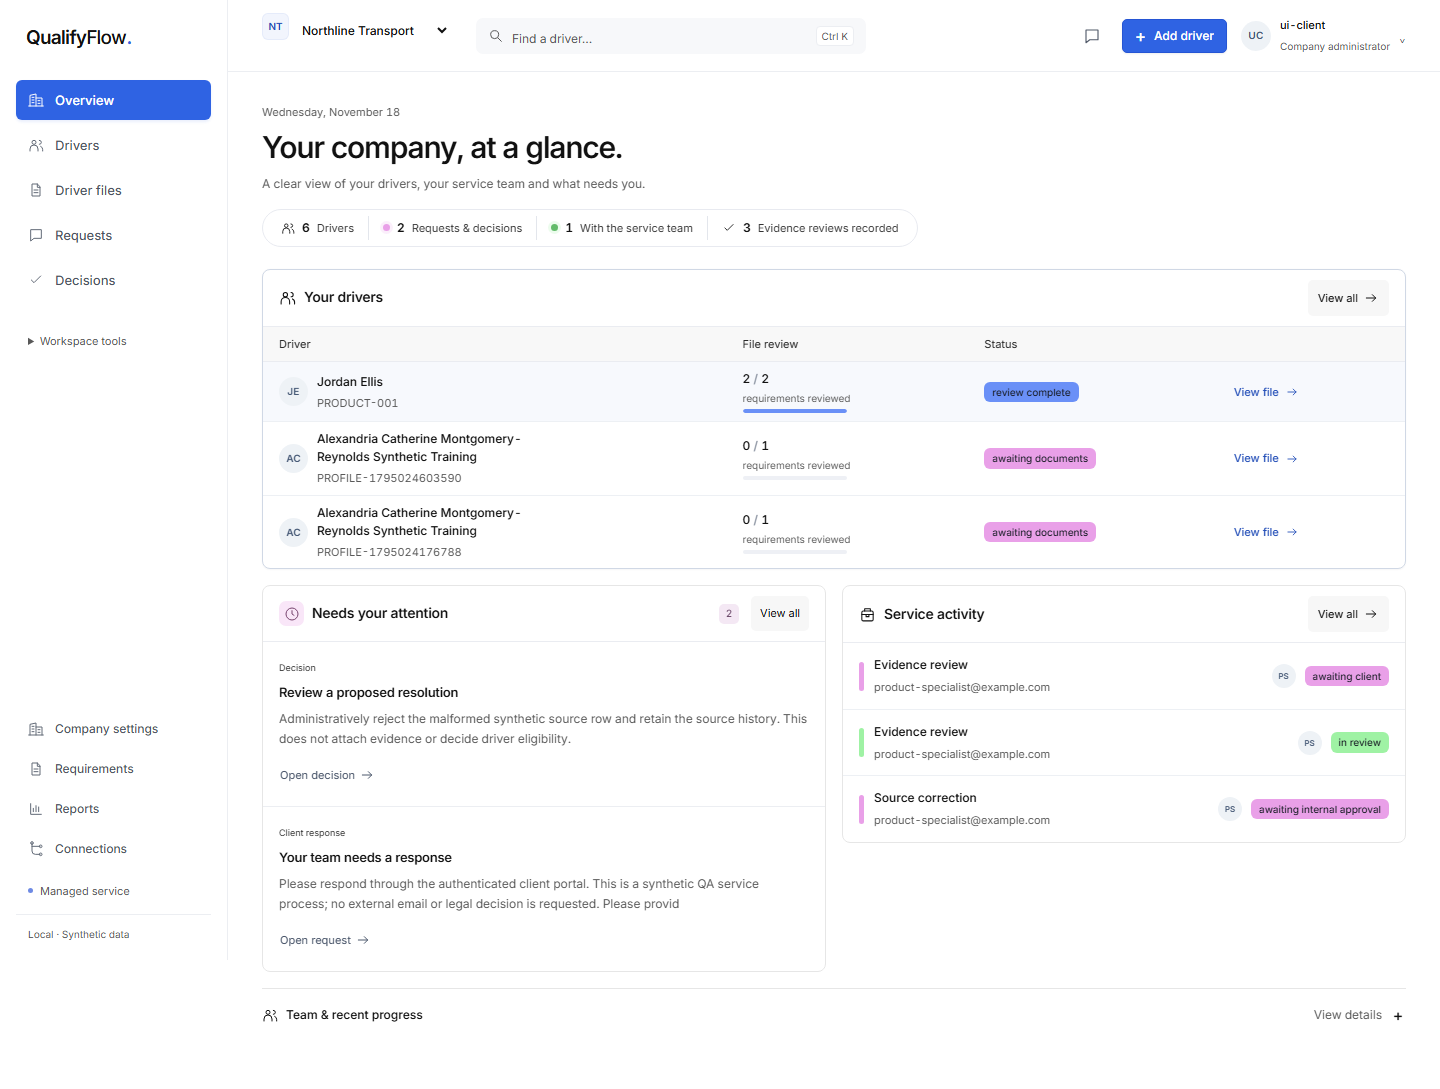 QualifyFlow.
NT
Northline Transport
Find a driver...
Ctrl K
+ Add driver
UC
ui-client
Company administrator
Overview
Drivers
Driver files
Requests
Decisions
Workspace tools
Company settings
Requirements
Reports
Connections
Managed service
Local · Synthetic data
Wednesday, November 18
Your company, at a glance.
A clear view of your drivers, your service team and what needs you.
6 Drivers
2 Requests & decisions
1 With the service team
3 Evidence reviews recorded
Your drivers
View all →
Driver
File review
Status
JE
Jordan Ellis
PRODUCT-001
2 / 2
requirements reviewed
review complete
View file →
AC
Alexandria Catherine Montgomery-
Reynolds Synthetic Training
PROFILE-1795024603590
0 / 1
requirements reviewed
awaiting documents
View file →
AC
Alexandria Catherine Montgomery-
Reynolds Synthetic Training
PROFILE-1795024176788
0 / 1
requirements reviewed
awaiting documents
View file →
Needs your attention
2
View all
Decision
Review a proposed resolution
Administratively reject the malformed synthetic source row and retain the source history. This
does not attach evidence or decide driver eligibility.
Open decision →
Client response
Your team needs a response
Please respond through the authenticated client portal. This is a synthetic QA service
process; no external email or legal decision is requested. Please provid
Open request →
Service activity
View all →
Evidence review
product-specialist@example.com
PS
awaiting client
Evidence review
product-specialist@example.com
PS
in review
Source correction
product-specialist@example.com
PS
awaiting internal approval
Team & recent progress
View details +